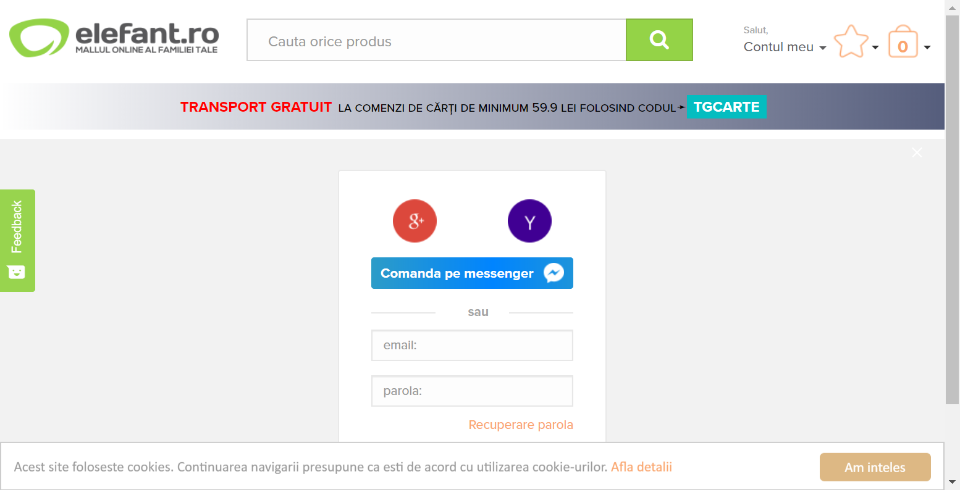 elefant.ro
MALLUL ONLINE AL FAMILIEI TALE
Cauta orice produs
Salut,
Contul meu
0
TRANSPORT GRATUIT LA COMENZI DE CĂRȚI DE MINIMUM 59.9 LEI FOLOSIND CODUL TGCARTE
Feedback
g+
Y
Comanda pe messenger
sau
email:
parola:
Recuperare parola
Acest site foloseste cookies. Continuarea navigarii presupune ca esti de acord cu utilizarea cookie-urilor. Afla detalii
Am inteles